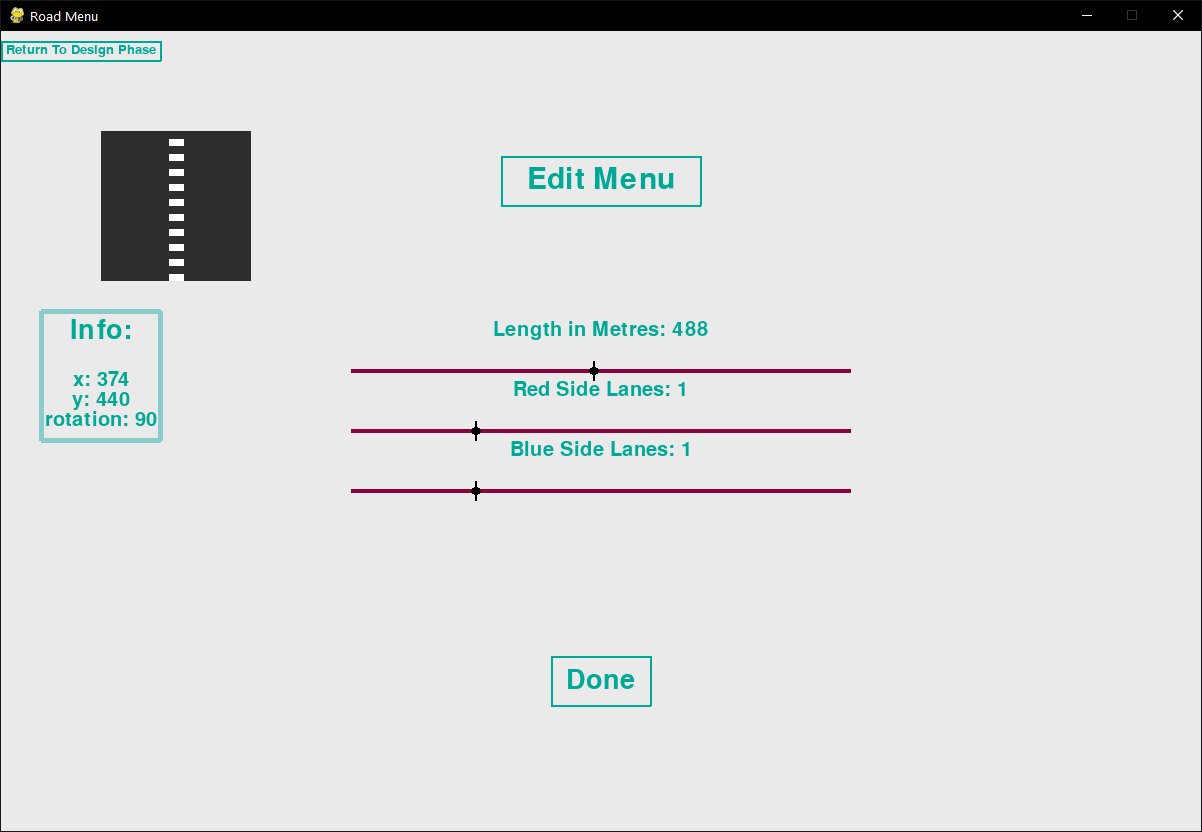 Road Menu
Return To Design Phase
Edit Menu
Info:
x: 374
y: 440
rotation: 90
Length in Metres: 488
Red Side Lanes: 1
Blue Side Lanes: 1
Done